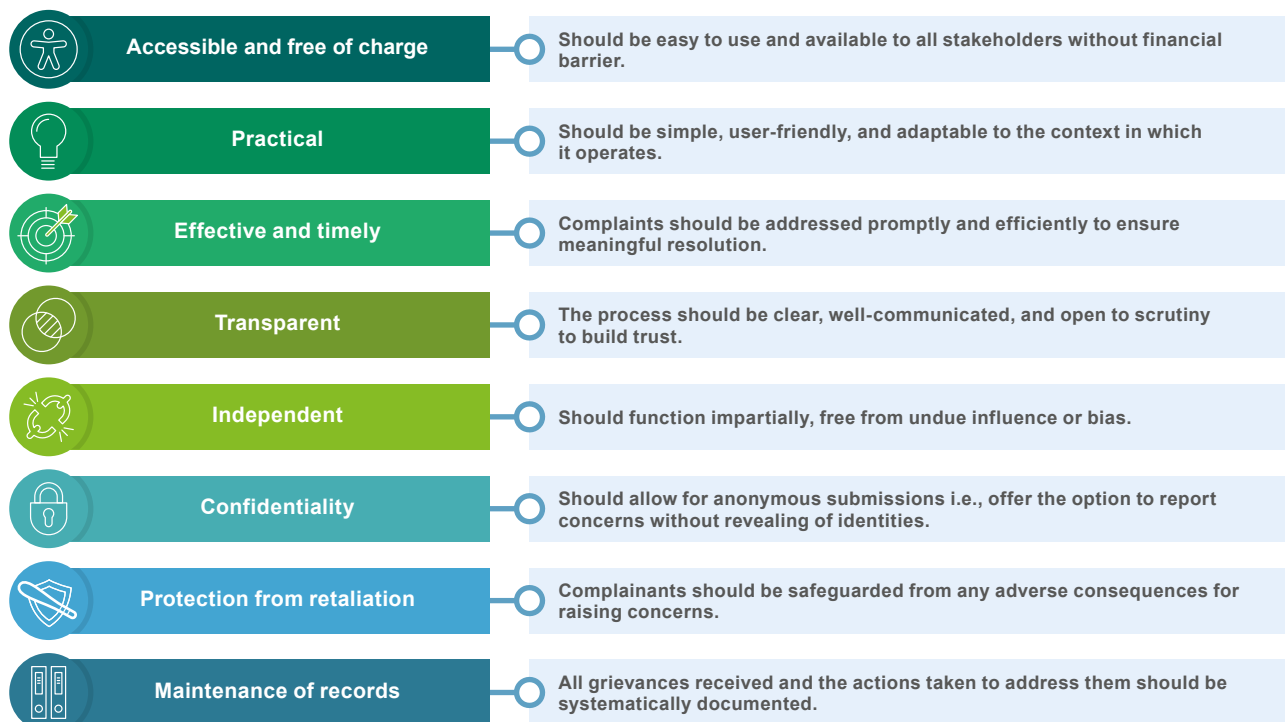 Accessible and free of charge
Should be easy to use and available to all stakeholders without financial
barrier.
Practical
Should be simple, user-friendly, and adaptable to the context in which
it operates.
Effective and timely
Complaints should be addressed promptly and efficiently to ensure
meaningful resolution.
Transparent
The process should be clear, well-communicated, and open to scrutiny
to build trust.
Independent
Should function impartially, free from undue influence or bias.
Confidentiality
Should allow for anonymous submissions i.e., offer the option to report
concerns without revealing of identities.
Protection from retaliation
Complainants should be safeguarded from any adverse consequences for
raising concerns.
Maintenance of records
All grievances received and the actions taken to address them should be
systematically documented.